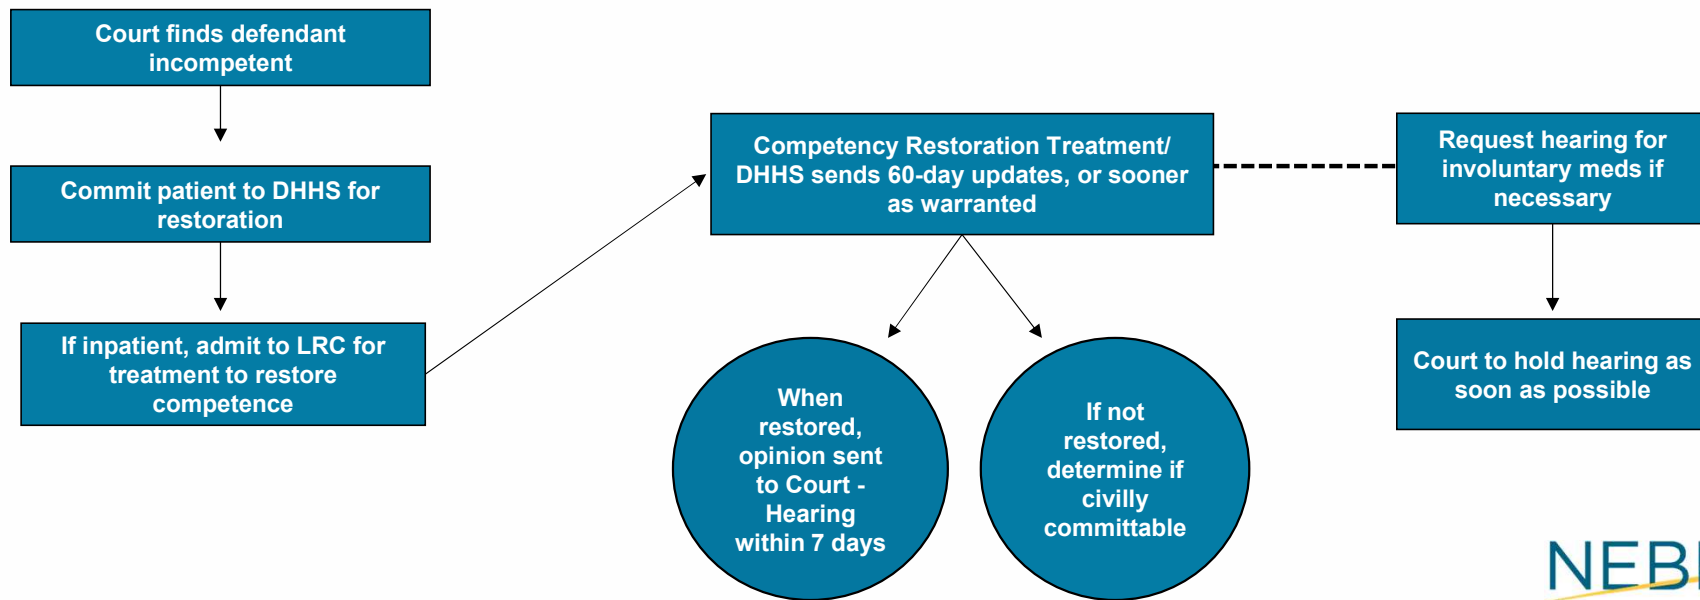 Court finds defendant
incompetent
Commit patient to DHHS for
restoration
If inpatient, admit to LRC for
treatment to restore
competence
Competency Restoration Treatment/
DHHS sends 60-day updates, or sooner
as warranted
When
restored,
opinion sent
to Court -
Hearing
within 7 days
If not
restored,
determine if
civilly
committable
Request hearing for
involuntary meds if
necessary
Court to hold hearing as
soon as possible
NEB